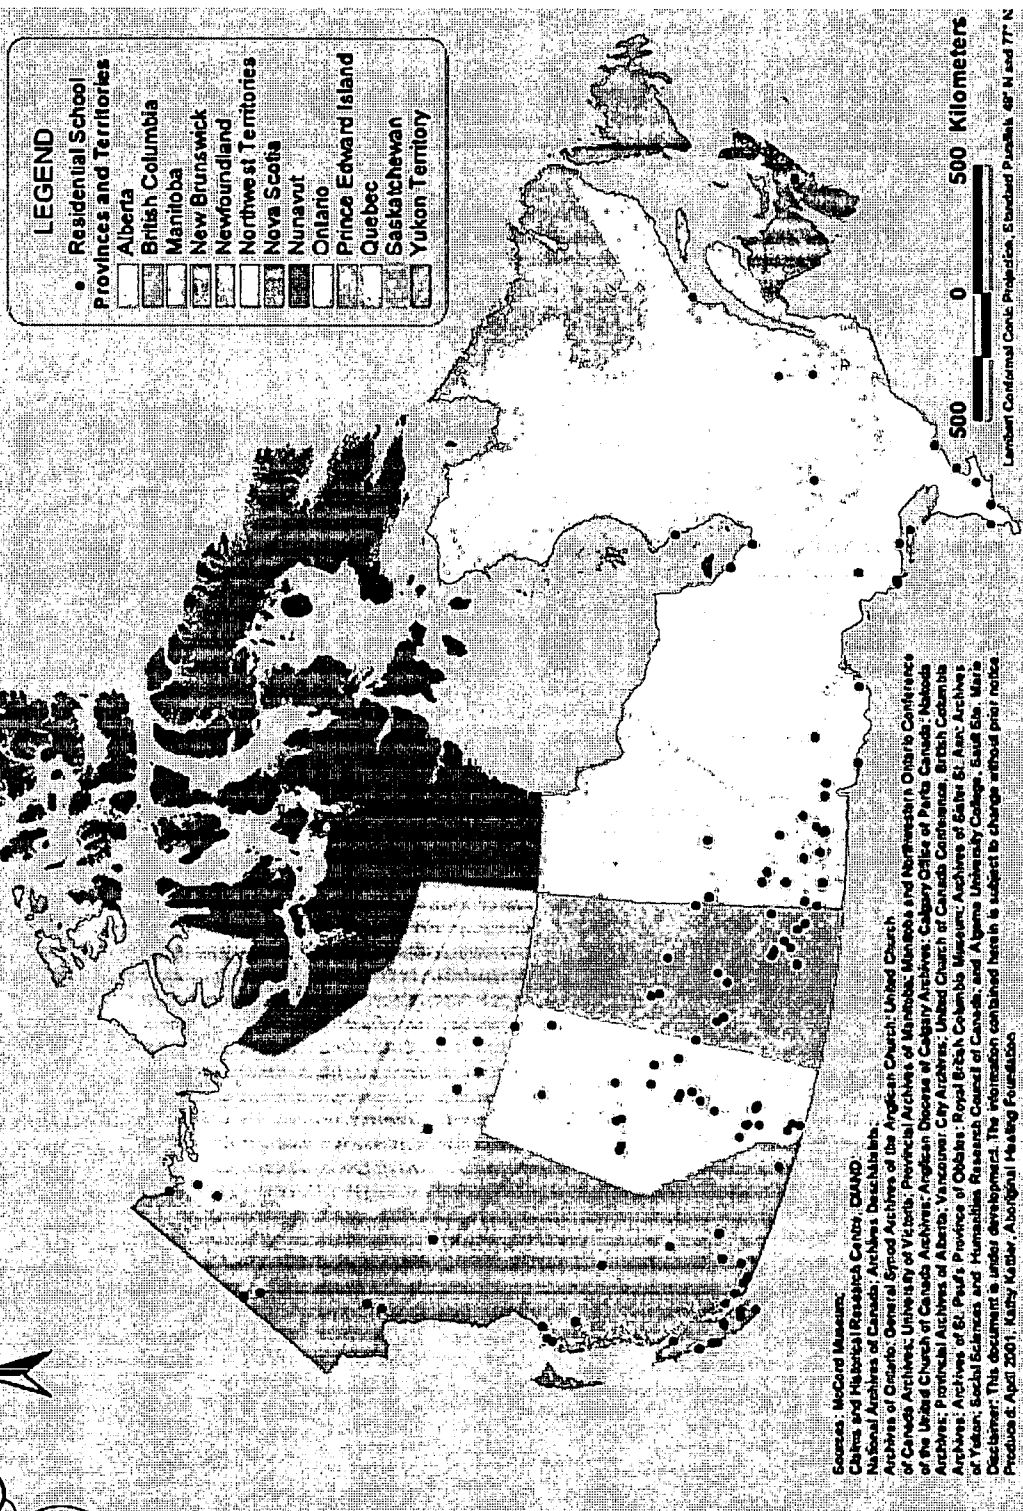 LEGEND
Residential School
Provinces and Territories
Alberta
British Columbia
Manitoba
New Brunswick
Newfoundland
Northwest Territories
Nova Scotia
Nunavut
Ontario
Prince Edward Island
Quebec
Saskatchewan
Yukon Territory
500 0 500 Kilometers
Lambert Conformal Conic Projection, Standard Parallels 49° N and 77° N
Sources: McCord Museum;
Claims and Historical Research Centre, DIAND;
National Archives of Canada; Archives Deschâtelets;
Archives of Ontario; General Synod Archives of the Anglican Church; United Church
of Canada Archives; University of Victoria; Provincial Archives of Manitoba; Manitoba and Northwestern Ontario Conference
of the United Church of Canada Archives; Anglican Diocese of Calgary Archives; Calgary Office of Parks Canada; Nakoda
Archives; Provincial Archives of Alberta; Vancouver City Archives; United Church of Canada Conference, British Columbia
Archives; Archives of St. Paul's Province of Oblates; Royal British Columbia Museum; Archives of Sister St. Ann; Archives
of Yukon; Social Sciences and Humanities Research Council of Canada; and Algoma University College, Sault Ste. Marie
Disclaimer: This document is under development. The information contained herein is subject to change without prior notice.
Produced: April 2001, Kathy Kettler, Aboriginal Healing Foundation